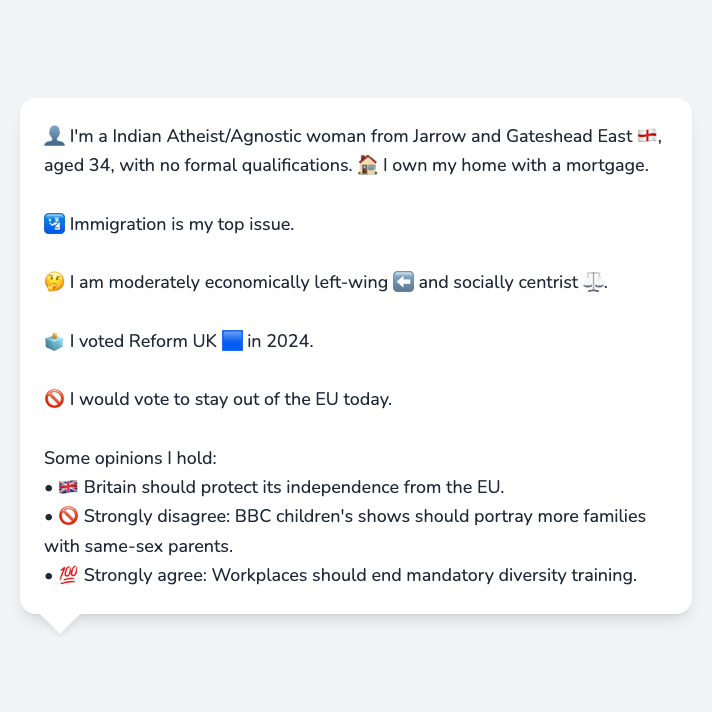 👤 I'm a Indian Atheist/Agnostic woman from Jarrow and Gateshead East 🏴󠁧󠁢󠁥󠁮󠁧󠁿,
aged 34, with no formal qualifications. 🏠 I own my home with a mortgage.
🛂 Immigration is my top issue.
🤔 I am moderately economically left-wing ⬅️ and socially centrist ⚖️.
🗳️ I voted Reform UK 🟦 in 2024.
🚫 I would vote to stay out of the EU today.
Some opinions I hold:
• 🇬🇧 Britain should protect its independence from the EU.
• 🚫 Strongly disagree: BBC children's shows should portray more families
with same-sex parents.
• 💯 Strongly agree: Workplaces should end mandatory diversity training.